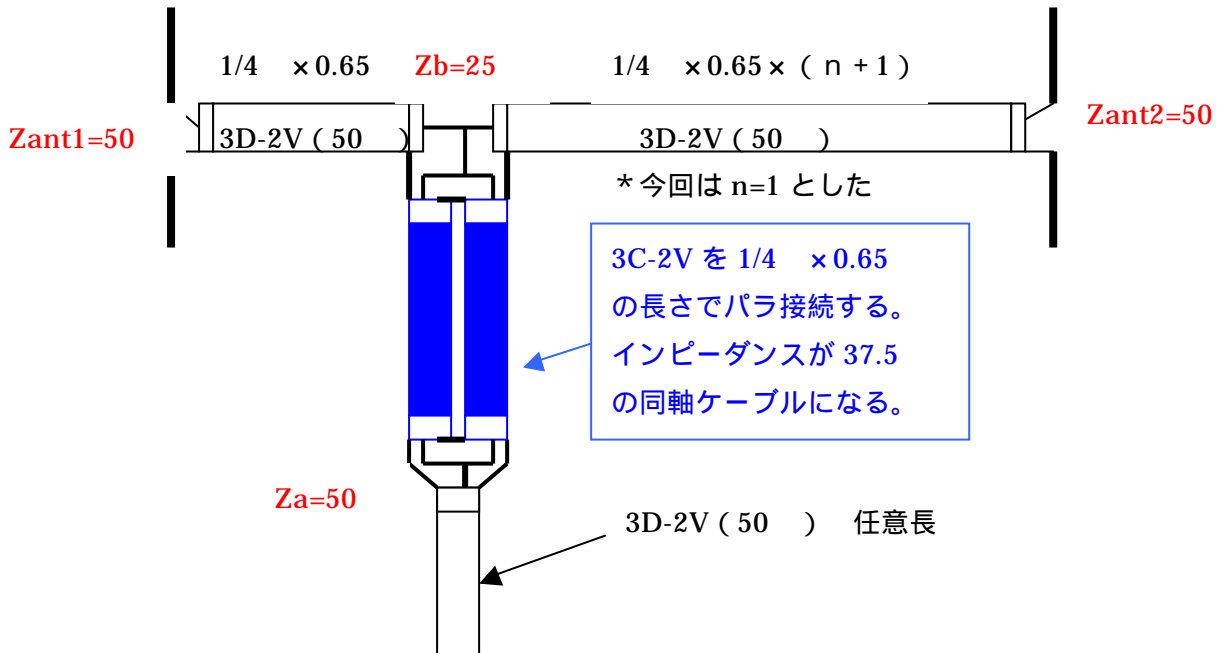 1/4 ×0.65
Zb=25
1/4 ×0.65×(n+1)
Zant1=50
Zant2=50
3D-2V(50 )
3D-2V(50 )
*今回は n=1 とした
3C-2V を 1/4 ×0.65
の長さでパラ接続する。
インピーダンスが 37.5
の同軸ケーブルになる。
Za=50
3D-2V(50 ) 任意長